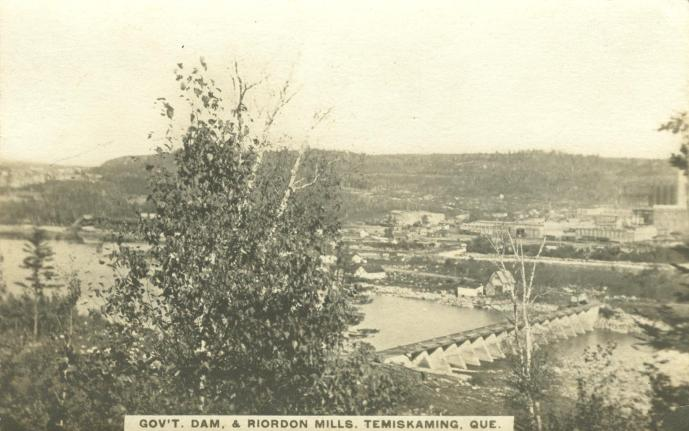 GOV'T. DAM, & RIORDON MILLS. TEMISKAMING, QUE.